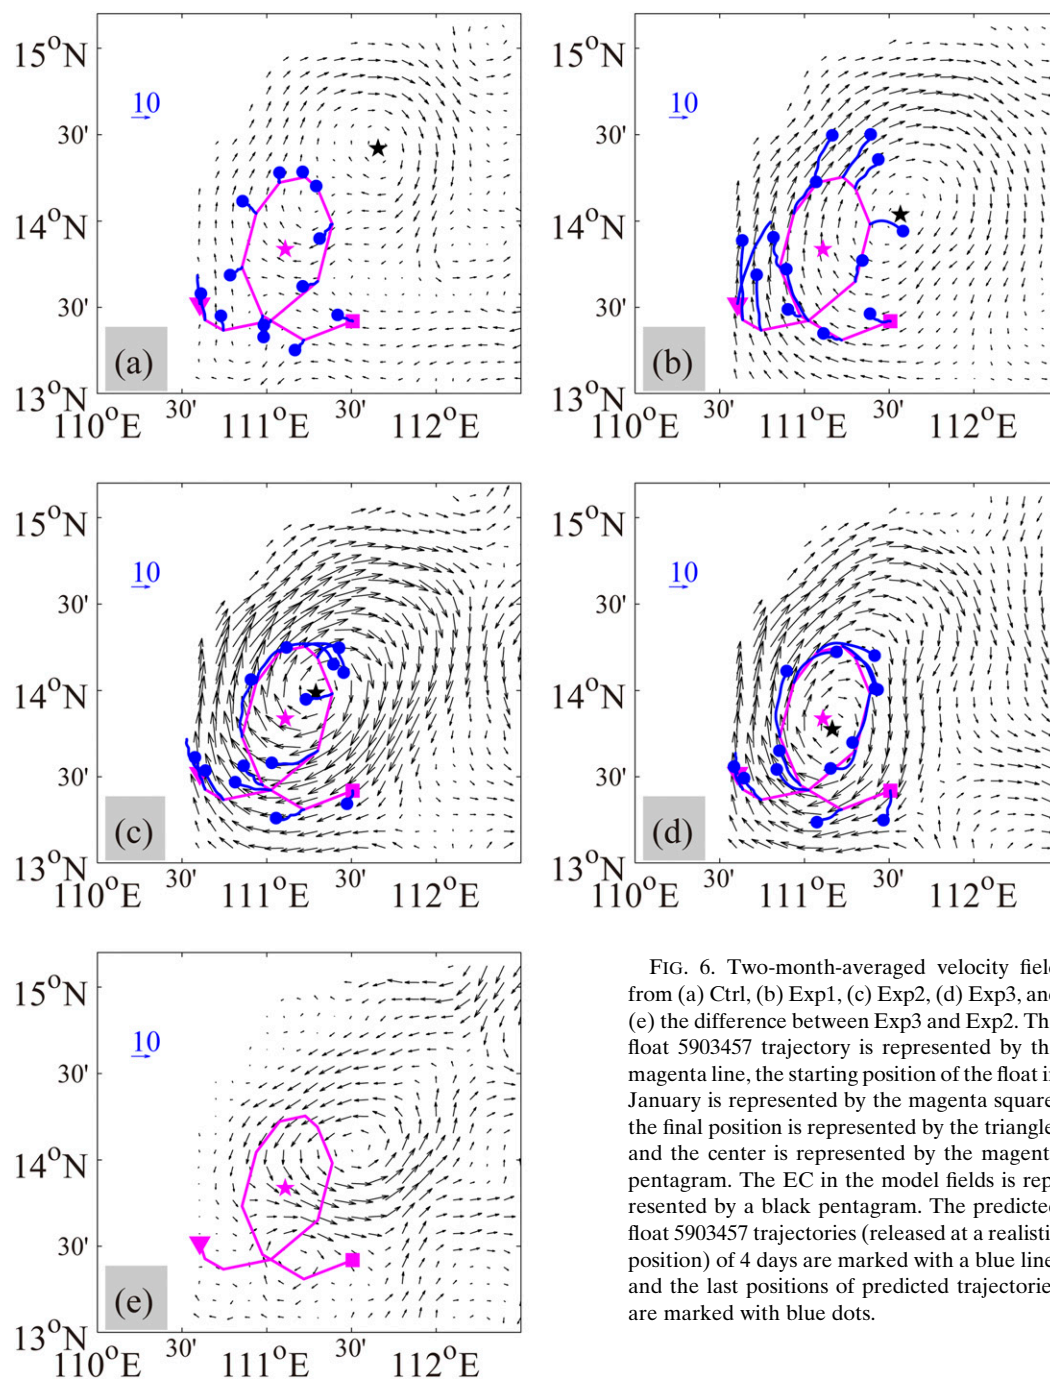 15°N
10
30'
14°N
30'
(a)
13°N
110°E 30' 111°E 30' 112°E
15°N
10
30'
14°N
30'
(b)
13°N
110°E 30' 111°E 30' 112°E
15°N
10
30'
14°N
30'
(c)
13°N
110°E 30' 111°E 30' 112°E
15°N
10
30'
14°N
30'
(d)
13°N
110°E 30' 111°E 30' 112°E
15°N
10
30'
14°N
30'
(e)
13°N
110°E 30' 111°E 30' 112°E
FIG. 6. Two-month-averaged velocity field
from (a) Ctrl, (b) Exp1, (c) Exp2, (d) Exp3, and
(e) the difference between Exp3 and Exp2. Th
float 5903457 trajectory is represented by th
magenta line, the starting position of the float i
January is represented by the magenta square
the final position is represented by the triangle
and the center is represented by the magent
pentagram. The EC in the model fields is rep
resented by a black pentagram. The predicte
float 5903457 trajectories (released at a realisti
position) of 4 days are marked with a blue line
and the last positions of predicted trajectorie
are marked with blue dots.